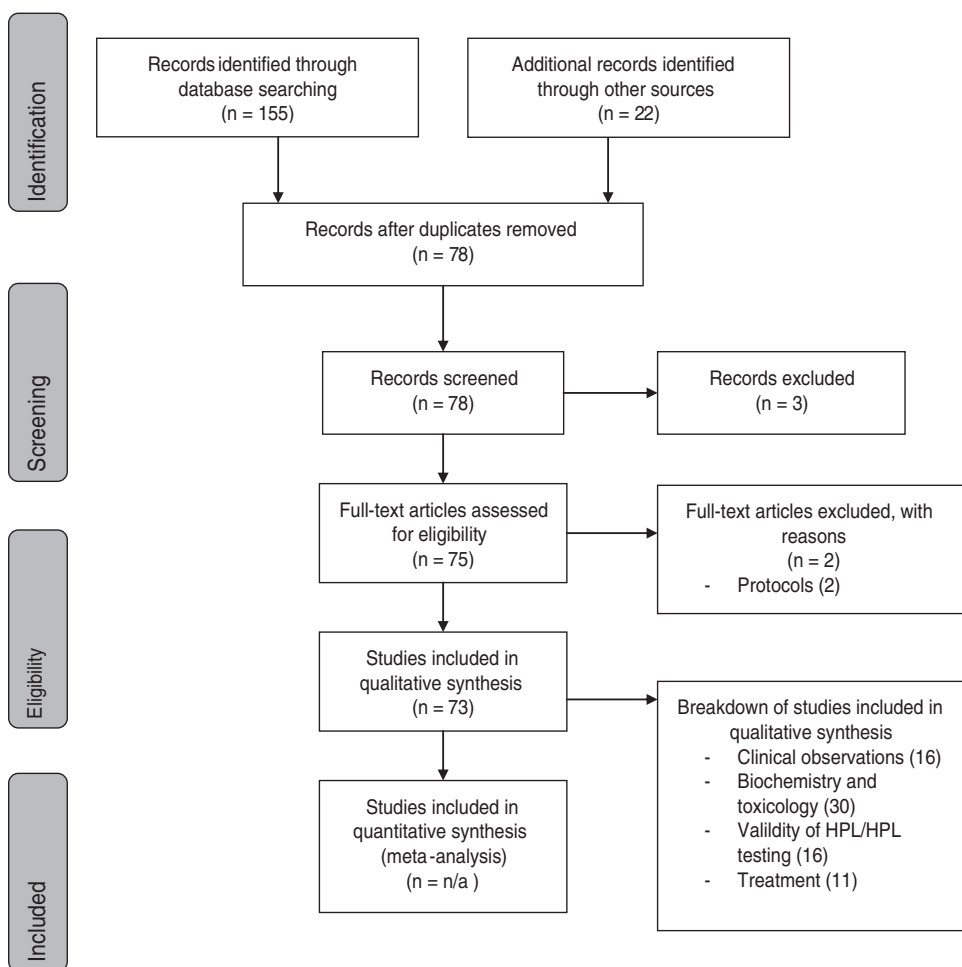 Identification
Records identified through
database searching
(n = 155)
Additional records identified
through other sources
(n = 22)
Records after duplicates removed
(n = 78)
Screening
Records screened
(n = 78)
Records excluded
(n = 3)
Full-text articles assessed
for eligibility
(n = 75)
Full-text articles excluded, with
reasons
(n = 2)
- Protocols (2)
Eligibility
Studies included in
qualitative synthesis
(n = 73)
Breakdown of studies included in
qualitative synthesis
- Clinical observations (16)
- Biochemistry and
toxicology (30)
- Valildity of HPL/HPL
testing (16)
- Treatment (11)
Included
Studies included in
quantitative synthesis
(meta-analysis)
(n = n/a )